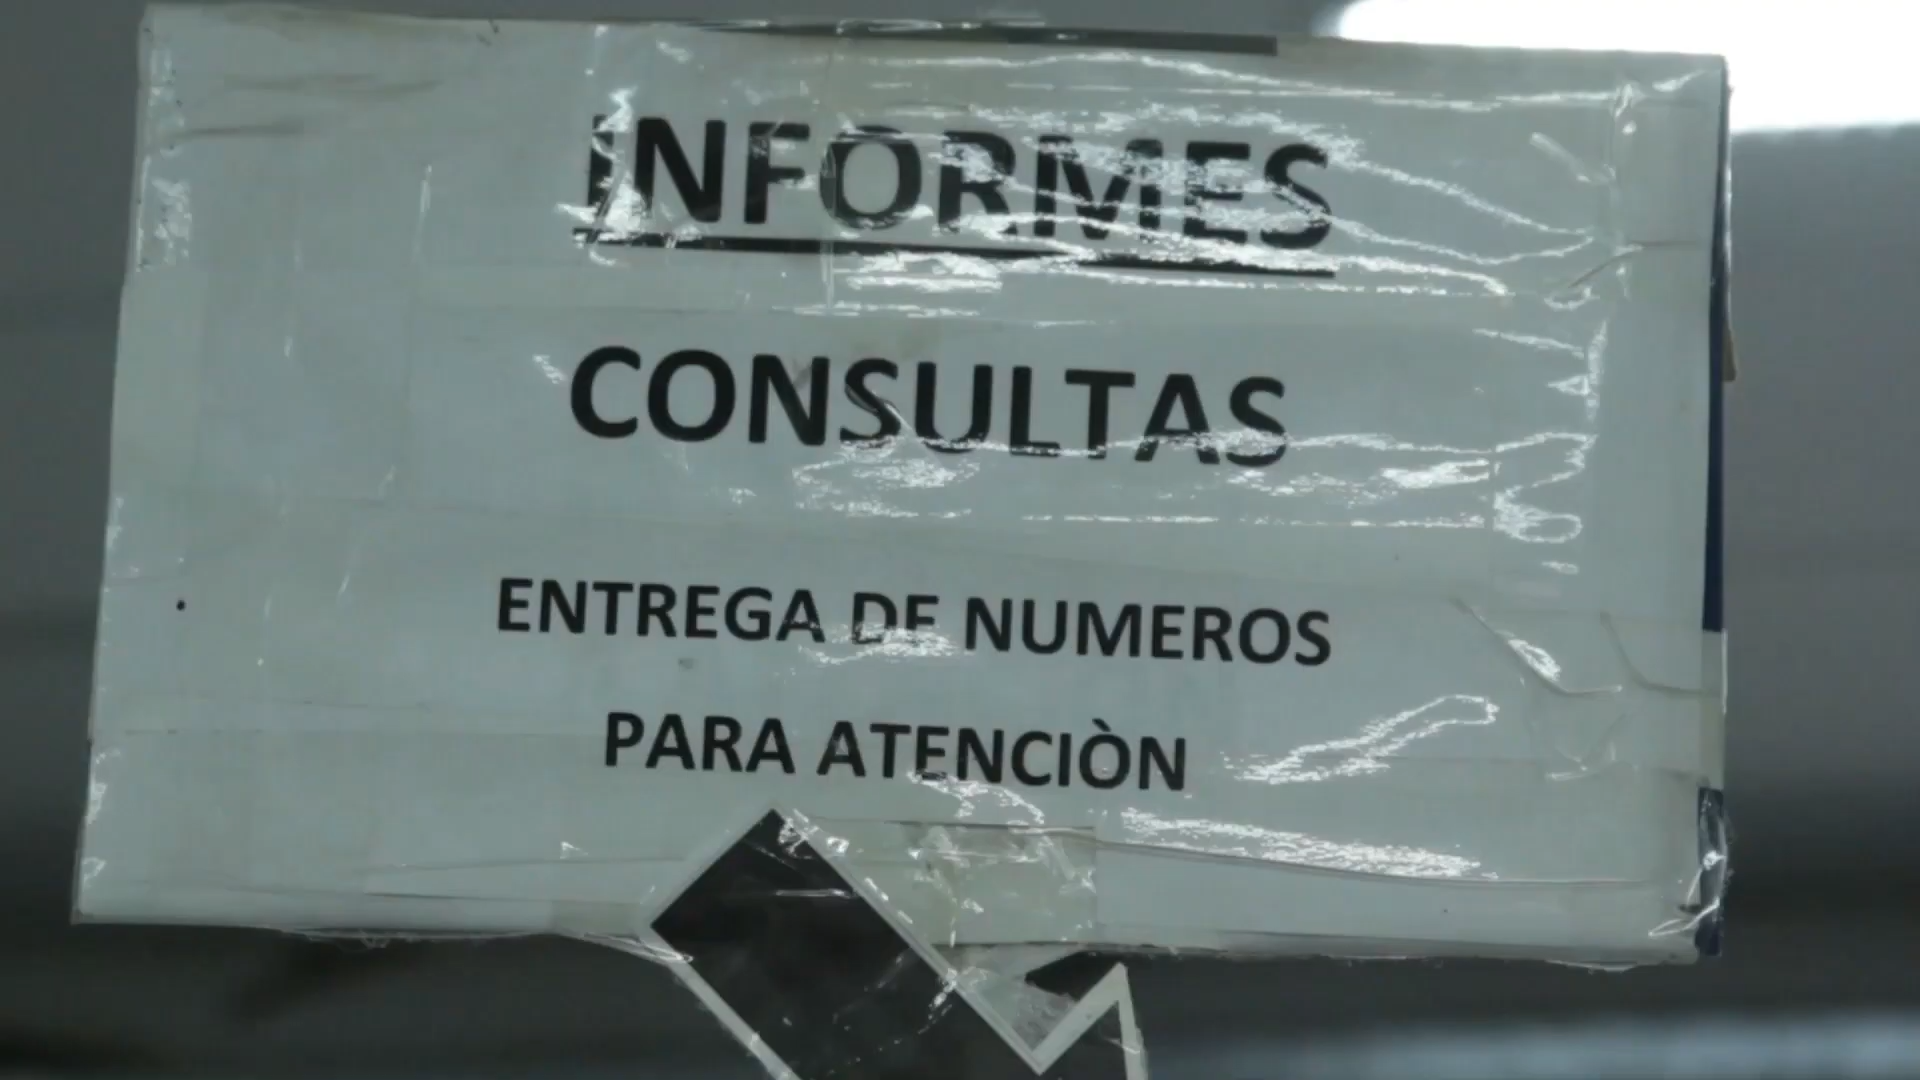 INFORMES
CONSULTAS
ENTREGA DE NUMEROS
PARA ATENCIÒN